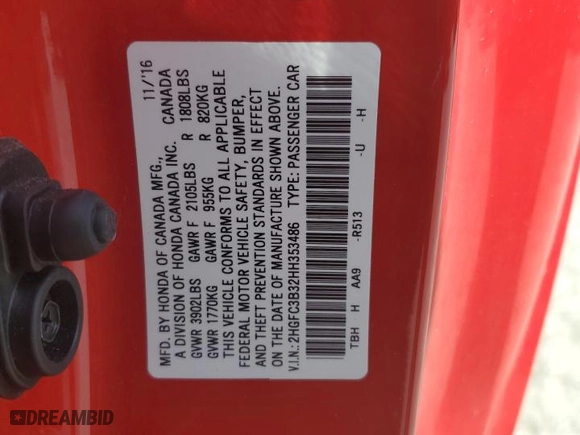 MFD. BY HONDA OF CANADA MFG., 11/'16
A DIVISION OF HONDA CANADA INC. CANADA
GVWR 3902LBS GAWR F 2105LBS R 1808LBS
GVWR 1770KG GAWR F 955KG R 820KG
THIS VEHICLE CONFORMS TO ALL APPLICABLE
FEDERAL MOTOR VEHICLE SAFETY, BUMPER,
AND THEFT PREVENTION STANDARDS IN EFFECT
ON THE DATE OF MANUFACTURE SHOWN ABOVE.
V.I.N.: 2HGFC3B32HH353486 TYPE: PASSENGER CAR
TBH H AA9 -R513 -U -H
DREAMBID